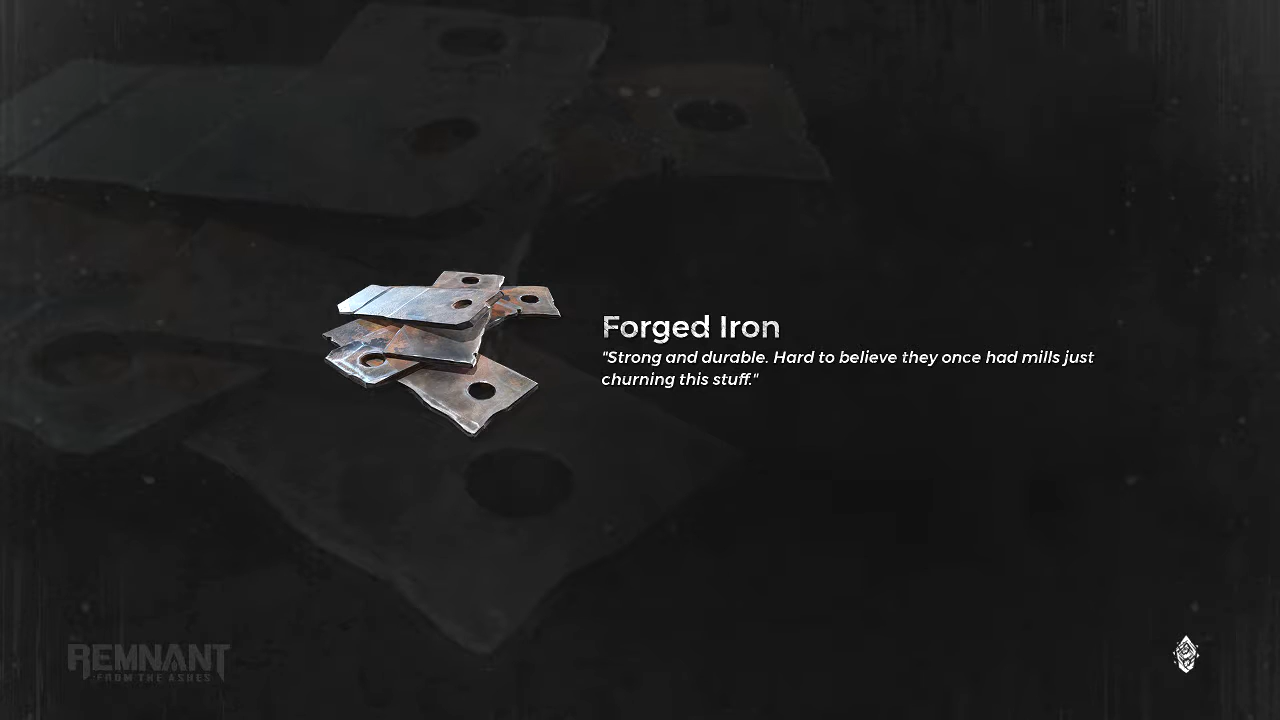 Forged Iron
"Strong and durable. Hard to believe they once had mills just
churning this stuff."
REMNANT
FROM THE ASHES